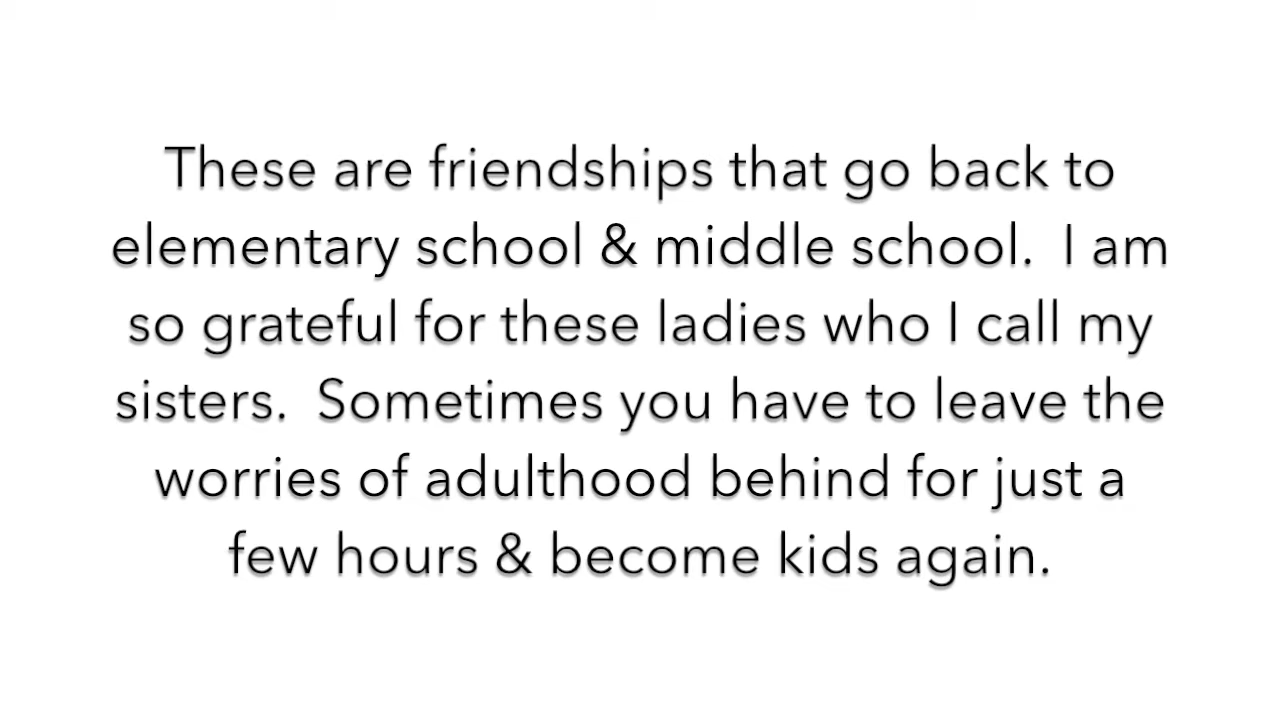 These are friendships that go back to
elementary school & middle school.  I am
so grateful for these ladies who I call my
sisters.  Sometimes you have to leave the
worries of adulthood behind for just a
few hours & become kids again.